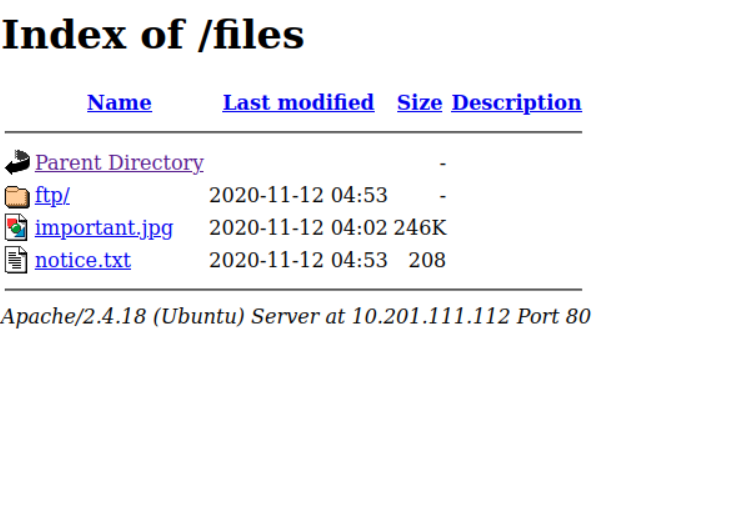 Index of /files
Name Last modified Size Description
Parent Directory -
ftp/ 2020-11-12 04:53 -
important.jpg 2020-11-12 04:02 246K
notice.txt 2020-11-12 04:53 208
Apache/2.4.18 (Ubuntu) Server at 10.201.111.112 Port 80